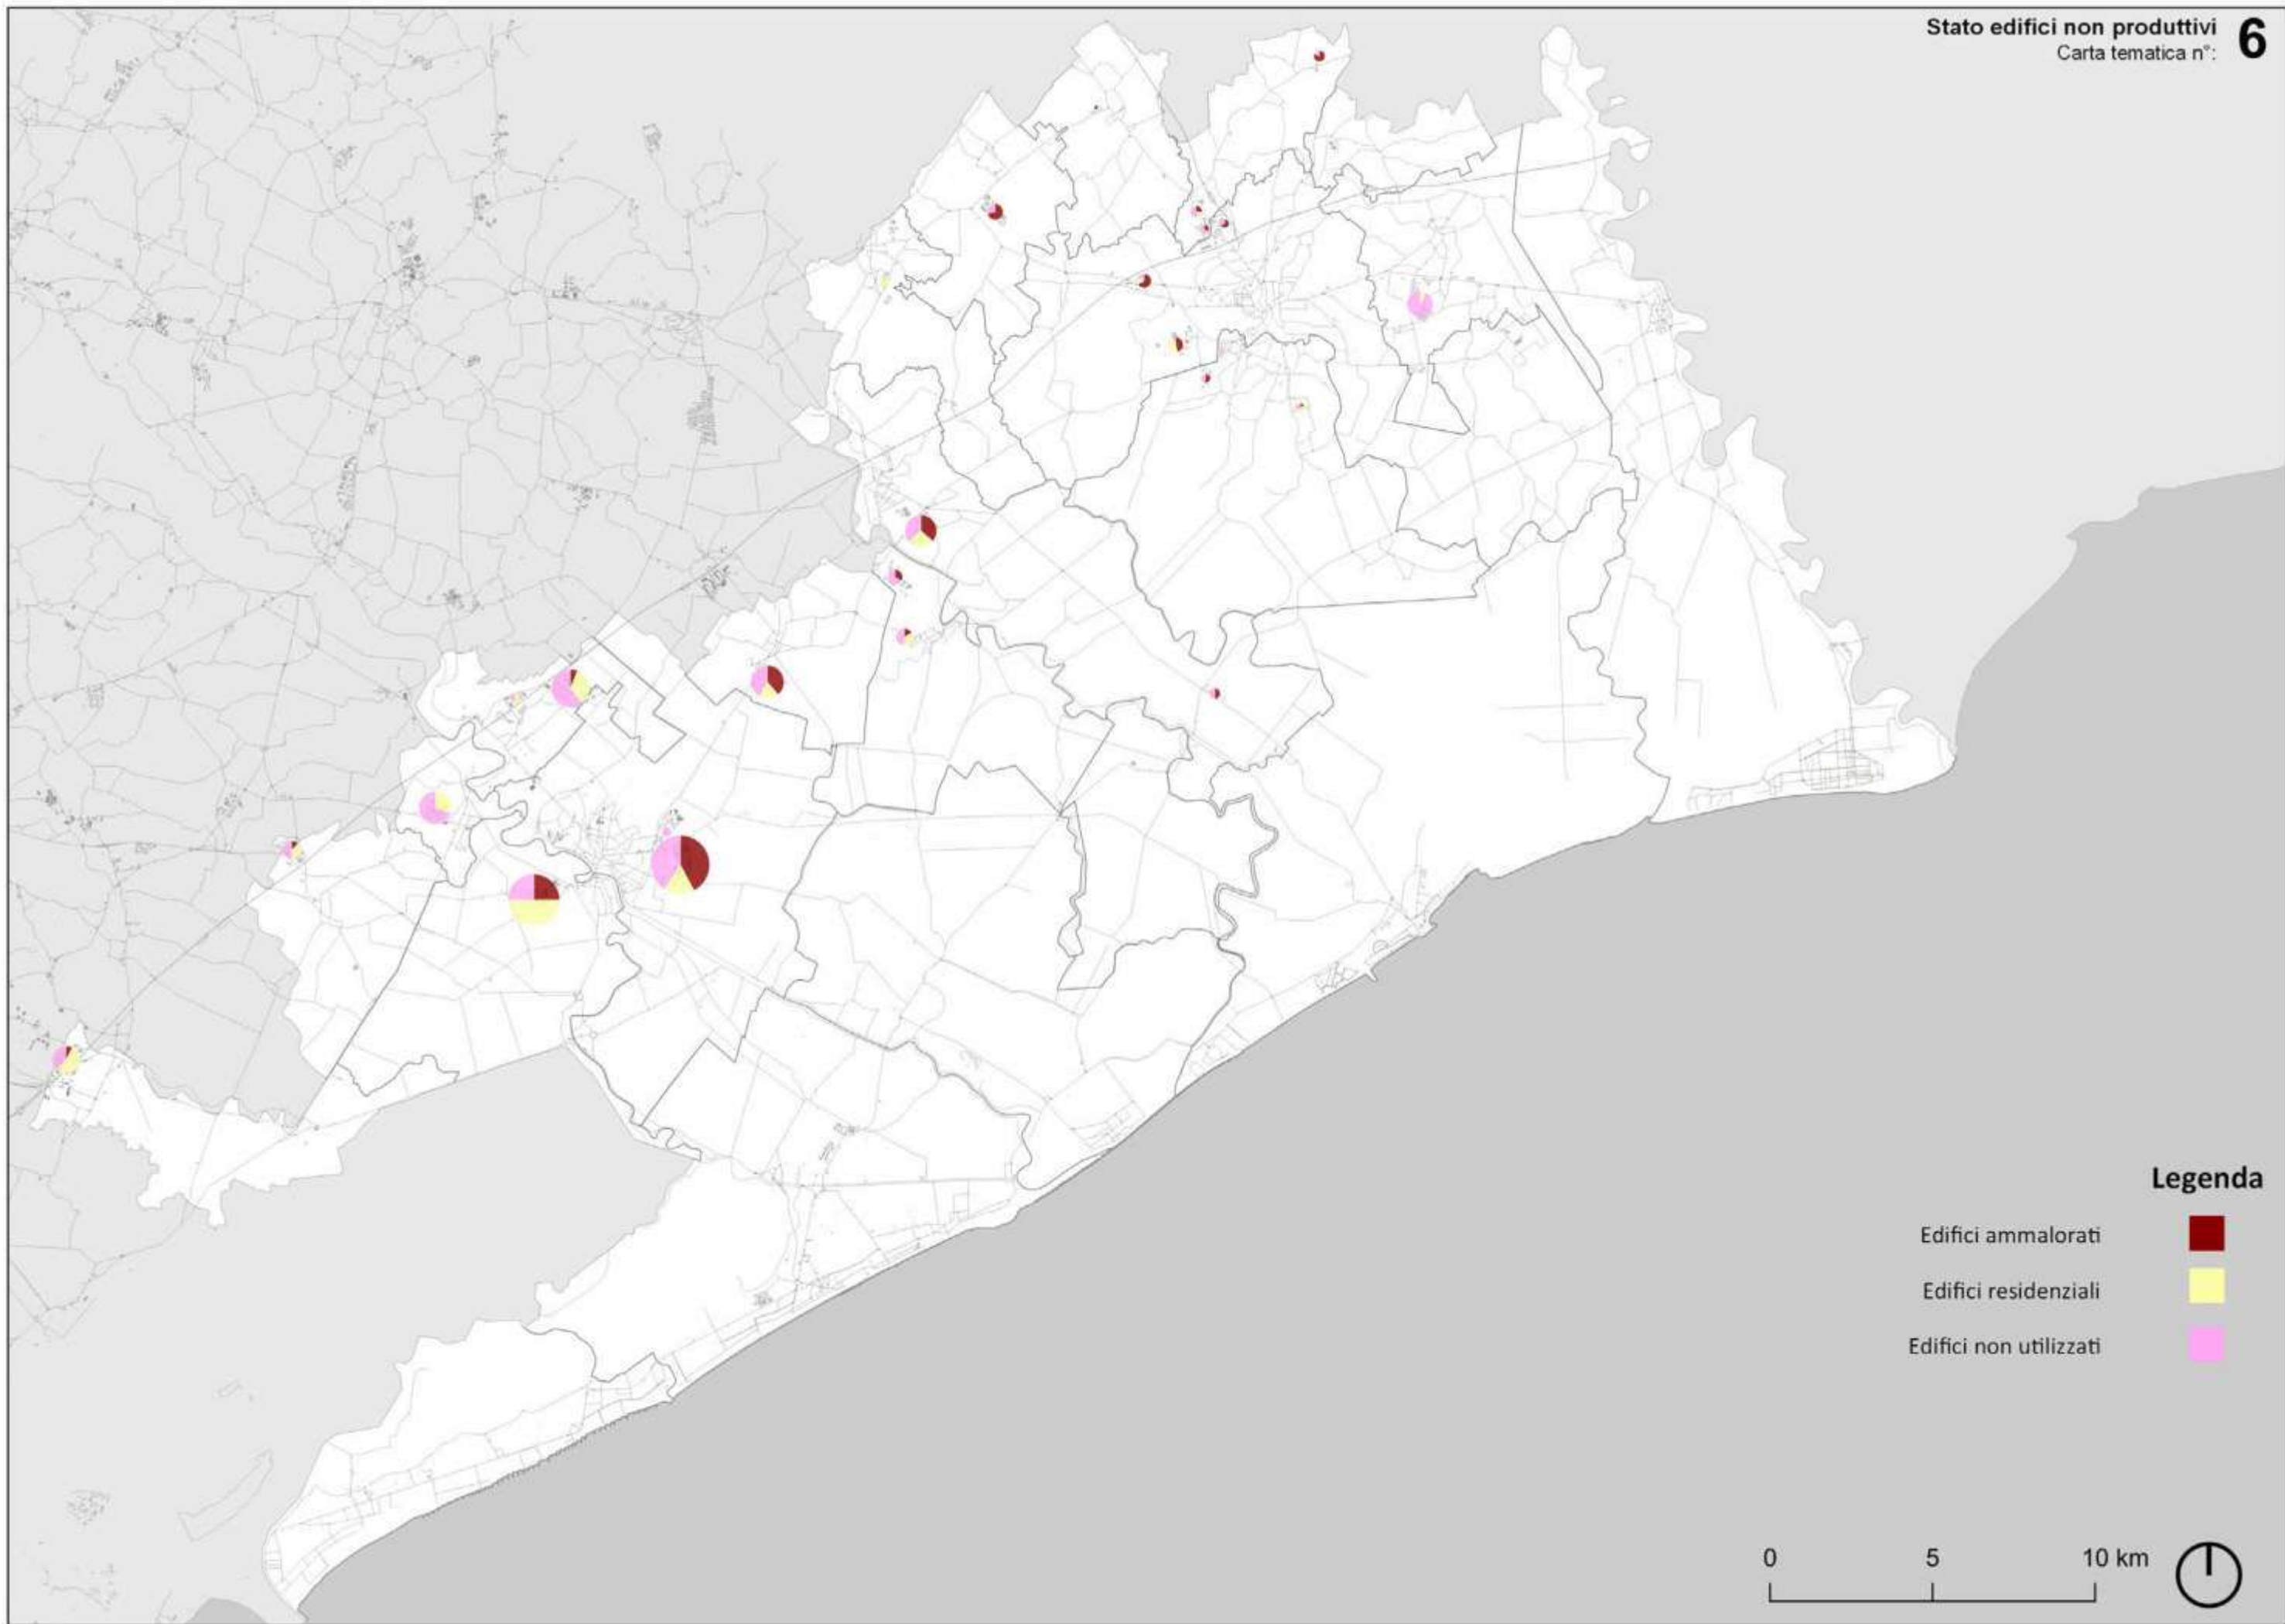 Stato edifici non produttivi
Carta tematica n°:
6
Legenda
Edifici ammalorati
Edifici residenziali
Edifici non utilizzati
0 5 10 km